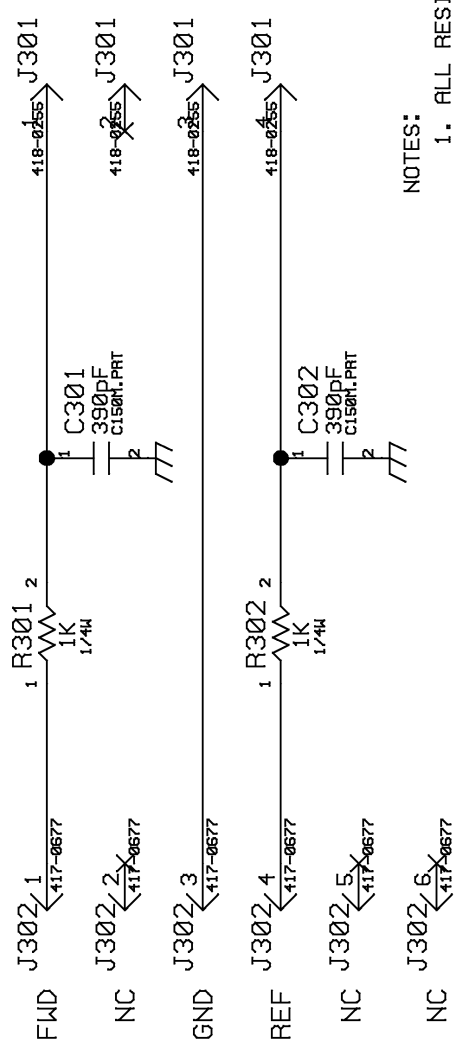 FWD
J302
1
417-0677
R301
1
2
1K
1/4W
C301
390pF
C150M.PRT
1
2
J301
1
418-0255
NC
J302
2
417-0677
J301
2
418-0255
GND
J302
3
J301
3
418-0255
REF
J302
4
417-0677
R302
1
2
1K
1/4W
C302
390pF
C150M.PRT
1
2
J301
4
418-0255
NC
J302
5
417-0677
NC
J302
6
417-0677
NOTES:
1. ALL RES